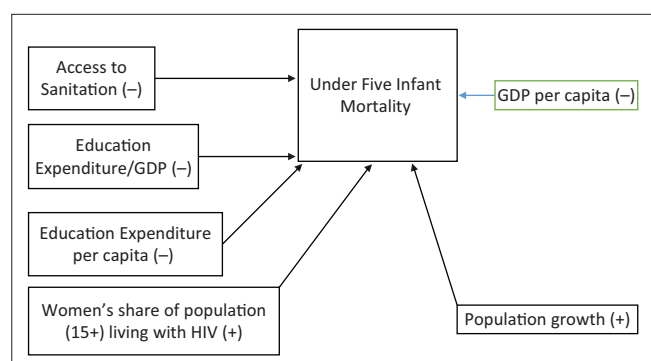 Access to
Sanitation (–)
Under Five Infant
Mortality
GDP per capita (–)
Education
Expenditure/GDP (–)
Education Expenditure
per capita (–)
Women’s share of population
(15+) living with HIV (+)
Population growth (+)